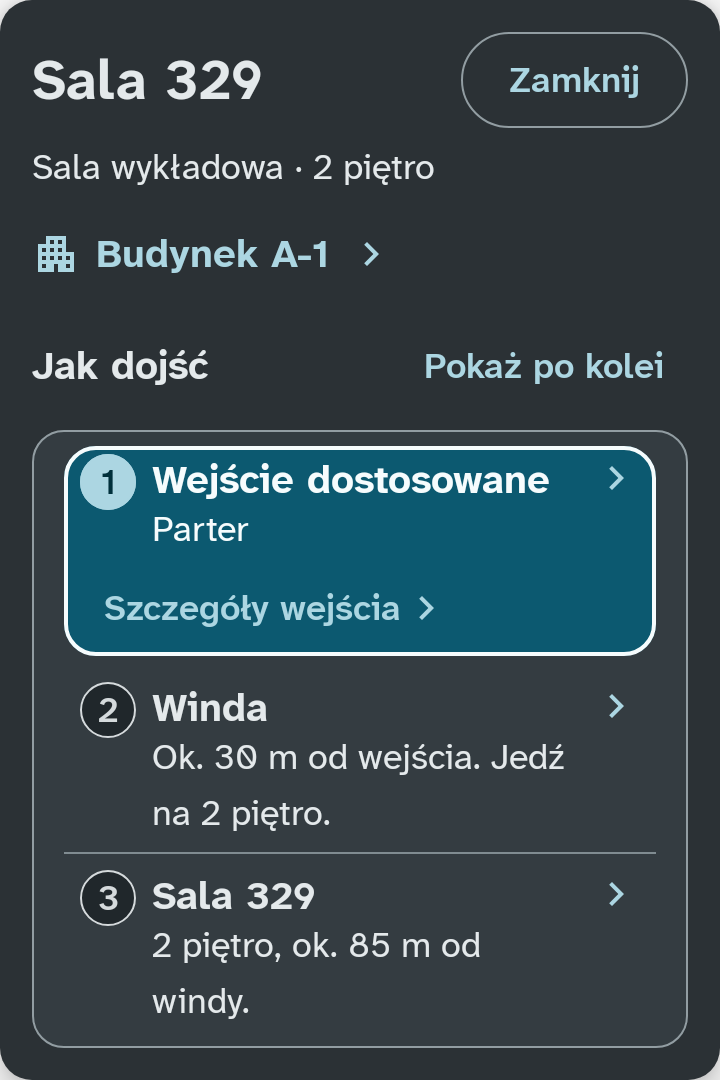 Sala 329
Zamknij
Sala wykładowa · 2 piętro
Budynek A-1
Jak dojść
Pokaż po kolei
1 Wejście dostosowane
Parter
Szczegóły wejścia
2 Winda
Ok. 30 m od wejścia. Jedź
na 2 piętro.
3 Sala 329
2 piętro, ok. 85 m od
windy.